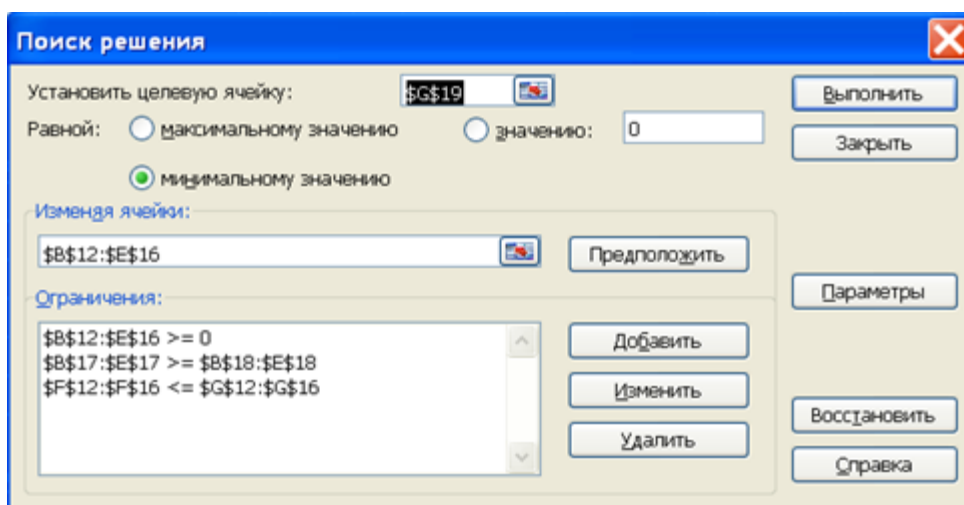 Поиск решения
Установить целевую ячейку: $G$19
Равной: максимальному значению значению: 0
минимальному значению
Изменяя ячейки:
$B$12:$E$16 Предположить
Ограничения:
$B$12:$E$16 >= 0
$B$17:$E$17 >= $B$18:$E$18
$F$12:$F$16 <= $G$12:$G$16
Добавить
Изменить
Удалить
Выполнить
Закрыть
Параметры
Восстановить
Справка